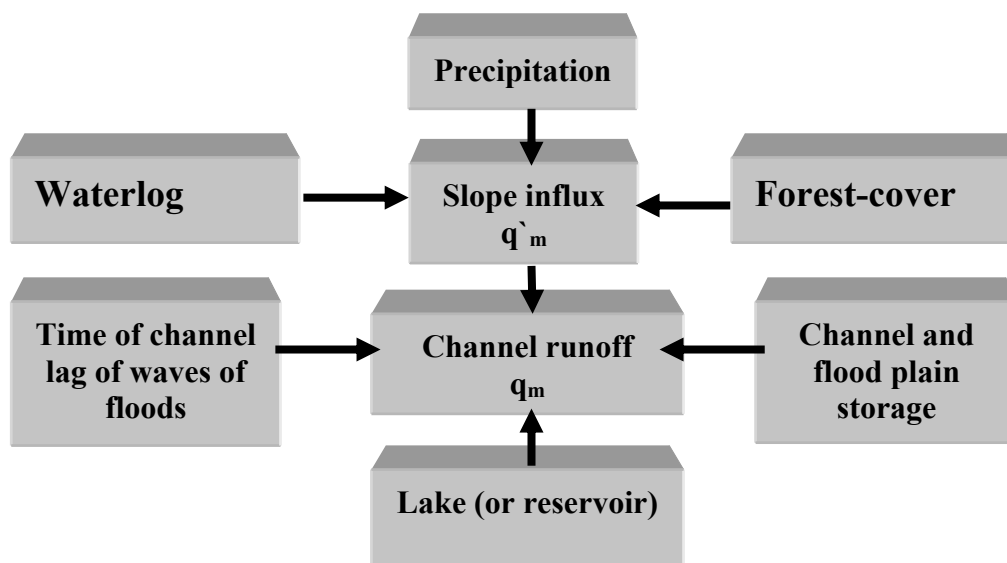 Precipitation
Waterlog
Slope influx
q`m
Forest-cover
Time of channel
lag of waves of
floods
Channel runoff
qm
Channel and
flood plain
storage
Lake (or reservoir)